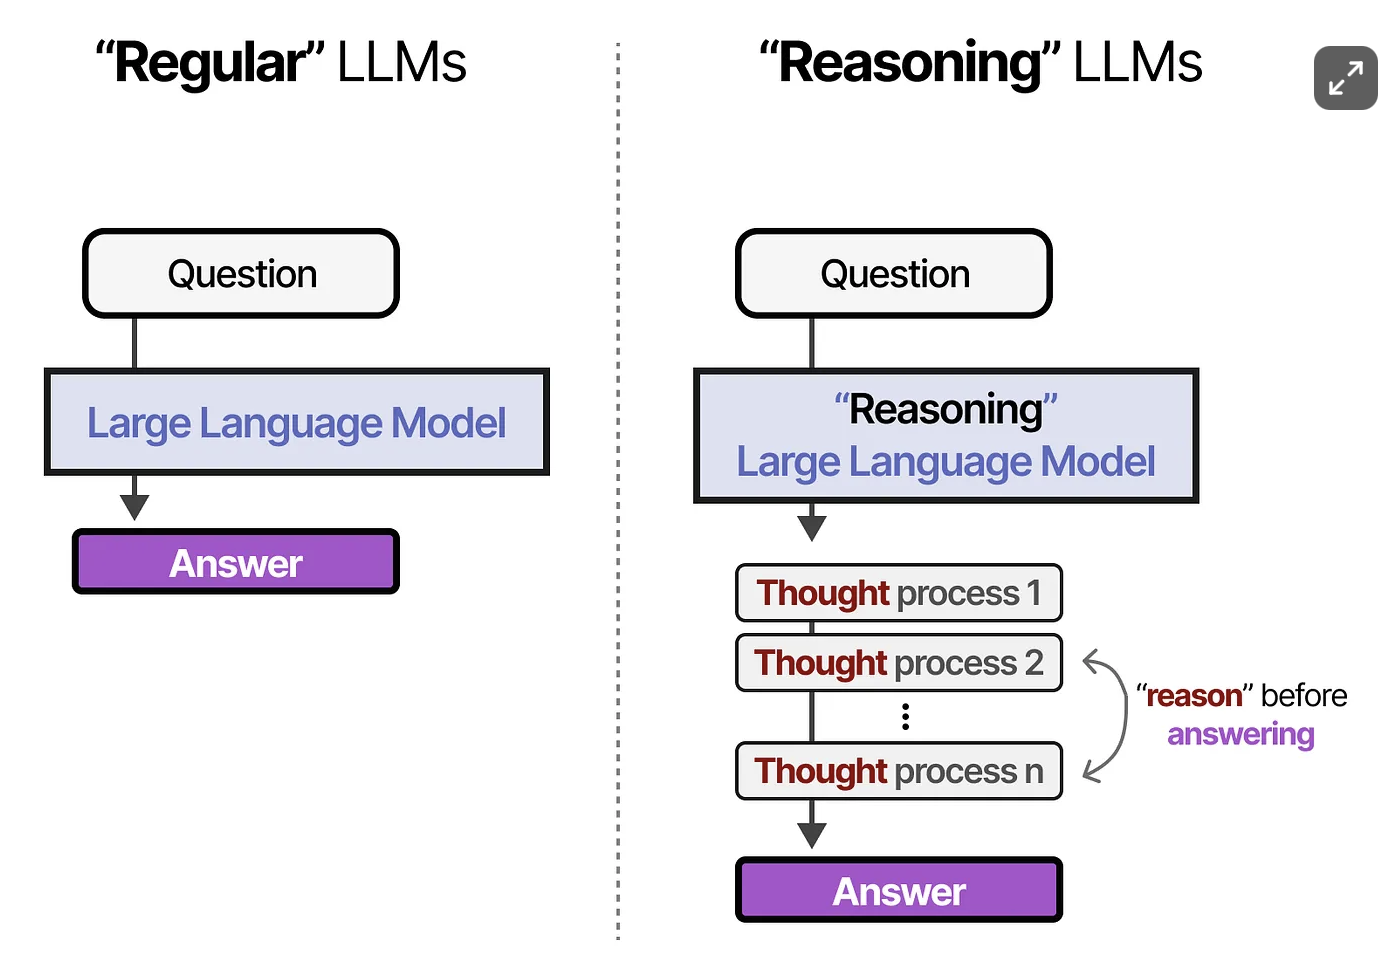 “Regular” LLMs
Question
Large Language Model
Answer
“Reasoning” LLMs
Question
“Reasoning”
Large Language Model
Thought process 1
Thought process 2
⋮
Thought process n
“reason” before
answering
Answer